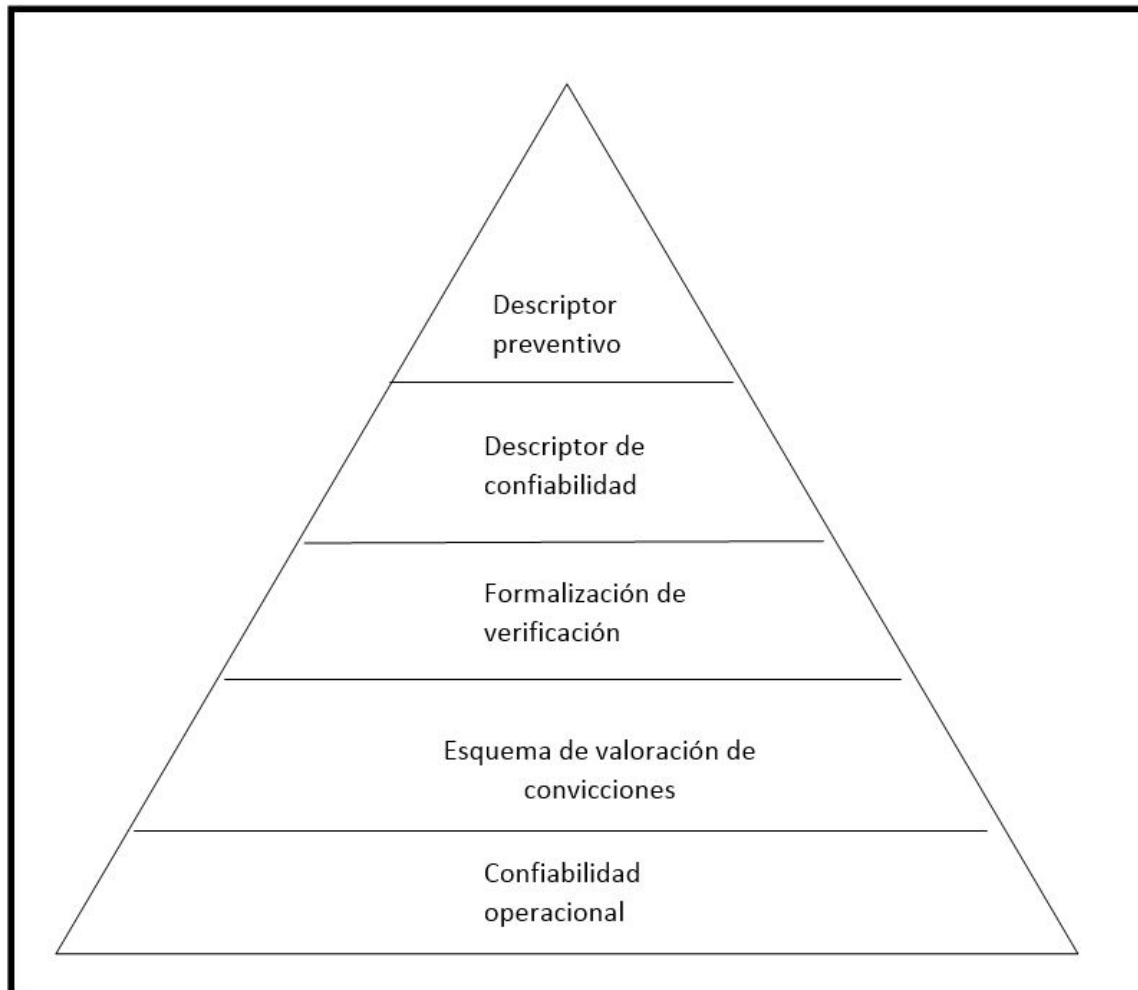 Descriptor
preventivo
Descriptor de
confiabilidad
Formalización de
verificación
Esquema de valoración de
convicciones
Confiabilidad
operacional